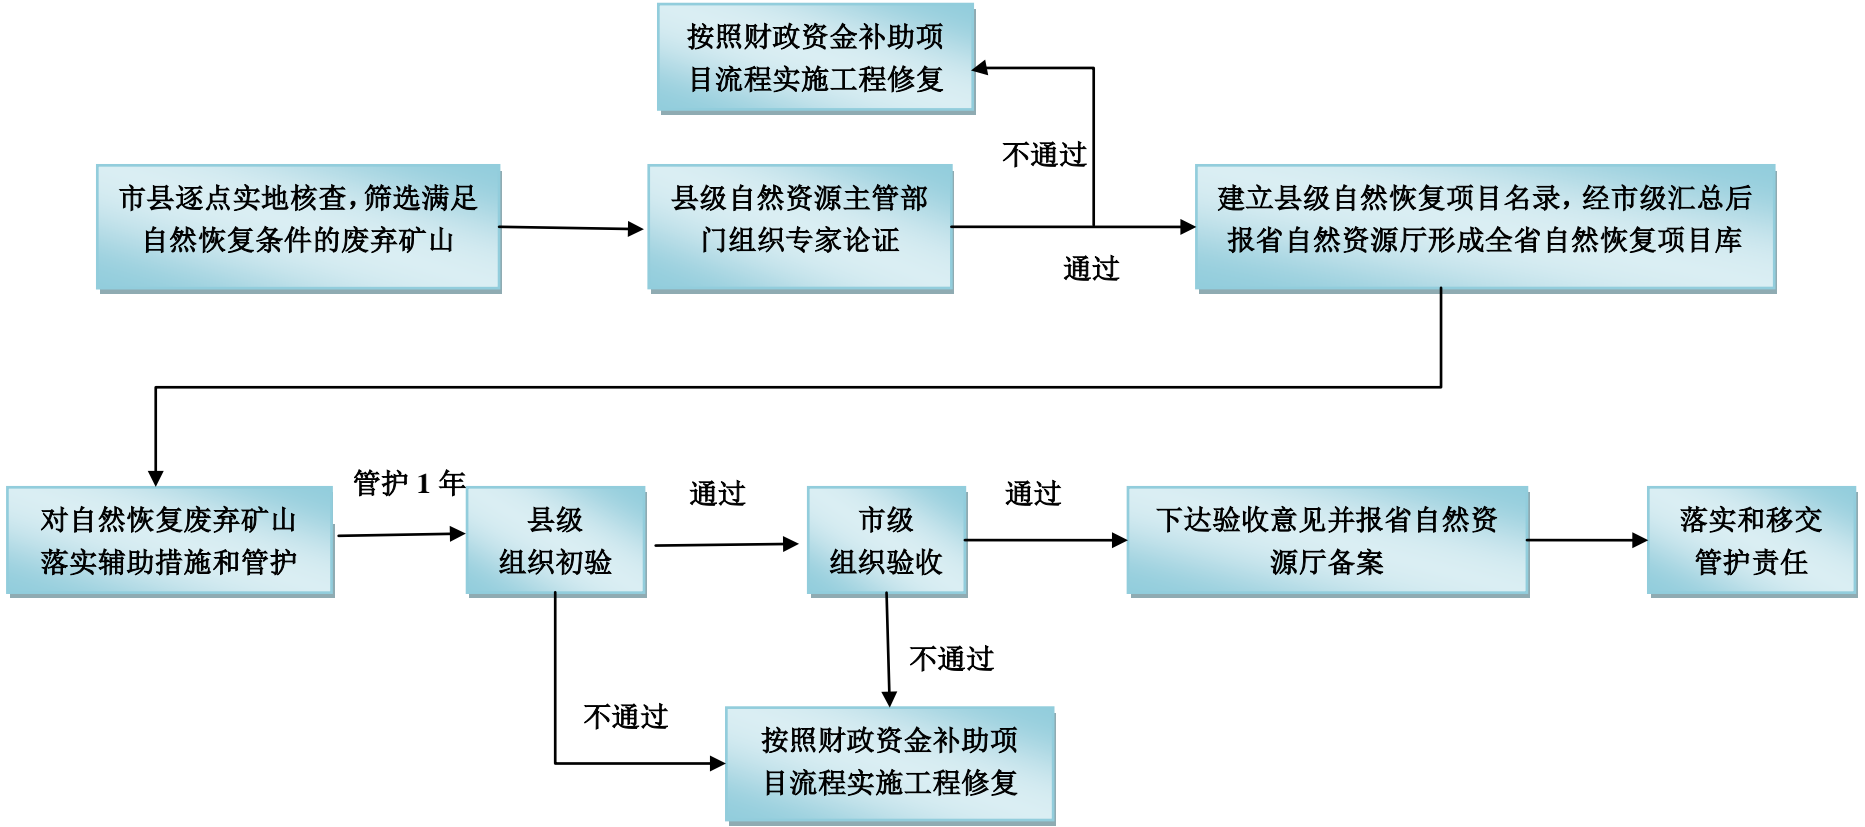 按照财政资金补助项
目流程实施工程修复
不通过
市县逐点实地核查,筛选满足
自然恢复条件的废弃矿山
县级自然资源主管部
门组织专家论证
通过
建立县级自然恢复项目名录,经市级汇总后
报省自然资源厅形成全省自然恢复项目库
对自然恢复废弃矿山
落实辅助措施和管护
管护 1 年
县级
组织初验
通过
市级
组织验收
通过
下达验收意见并报省自然资
源厅备案
落实和移交
管护责任
不通过
不通过
按照财政资金补助项
目流程实施工程修复